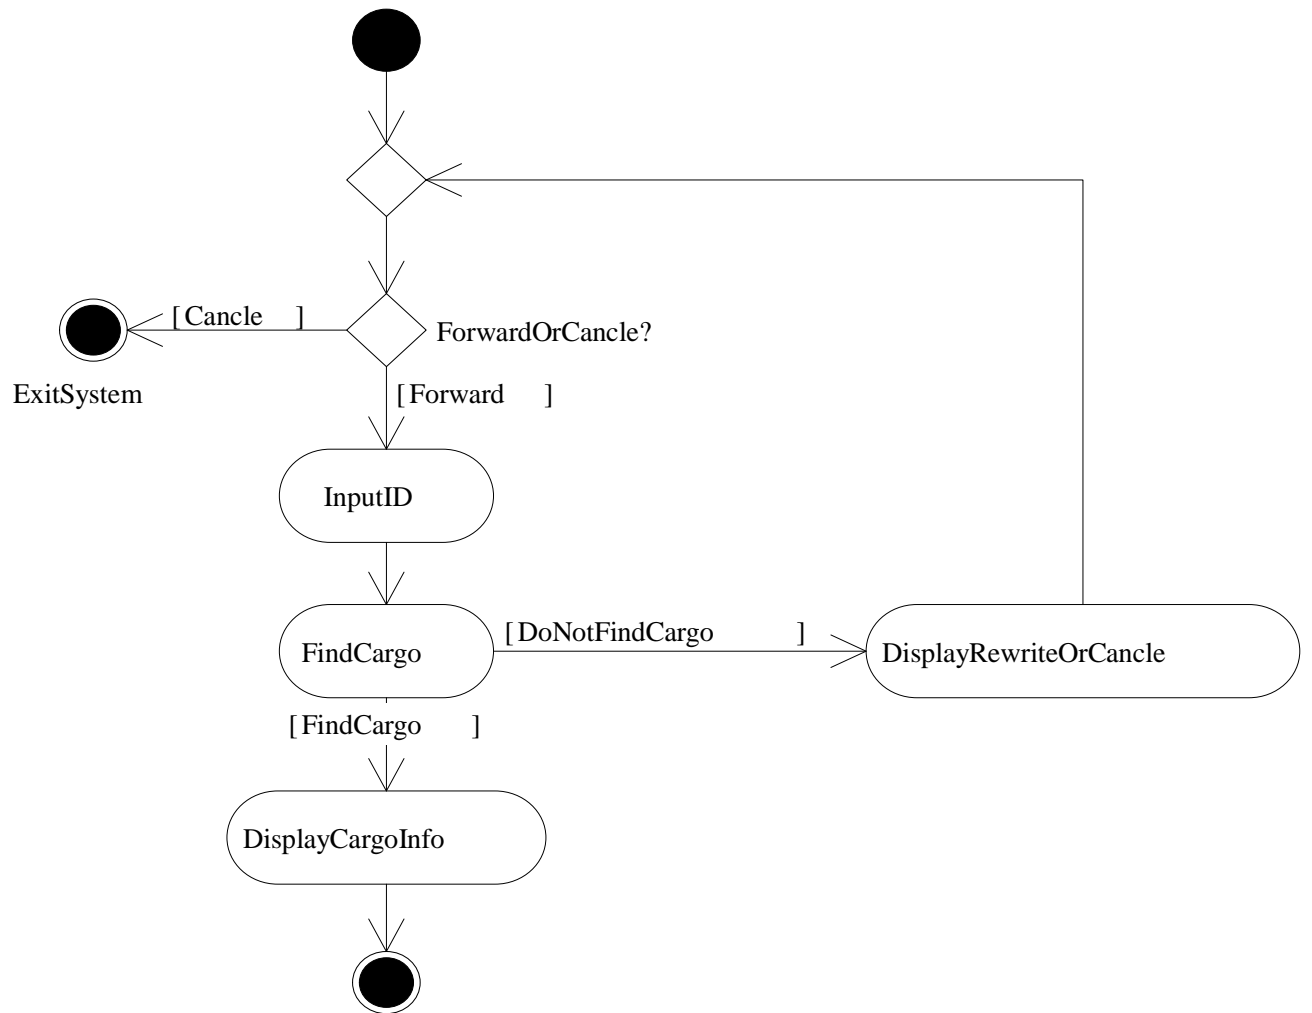 [Cancle ]
ForwardOrCancle?
ExitSystem
[Forward ]
InputID
FindCargo
[DoNotFindCargo ]
DisplayRewriteOrCancle
[FindCargo ]
DisplayCargoInfo